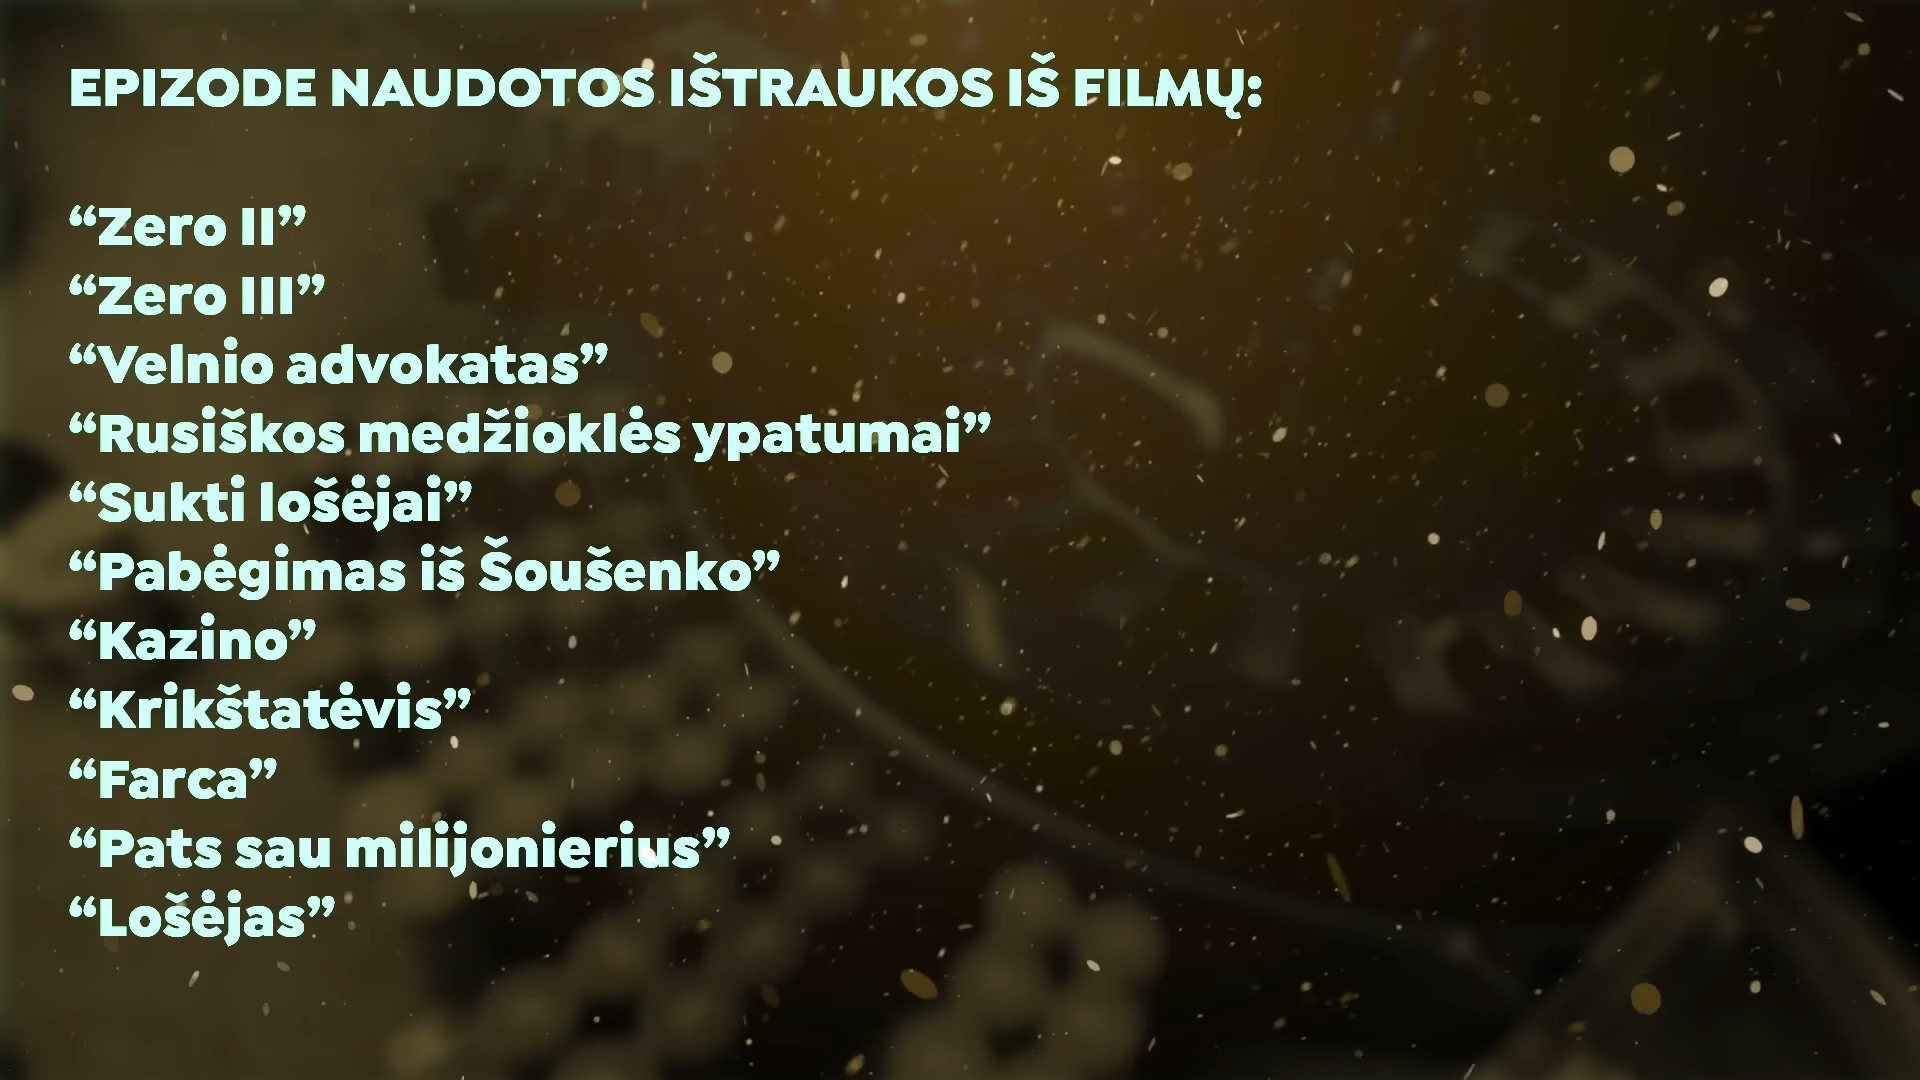 EPIZODE NAUDOTOS IŠTRAUKOS IŠ FILMŲ:
“Zero II”
“Zero III”
“Velnio advokatas”
“Rusiškos medžioklės ypatumai”
“Sukti lošėjai”
“Pabėgimas iš Šoušenko”
“Kazino”
“Krikštatėvis”
“Farca”
“Pats sau milijonierius”
“Lošėjas”